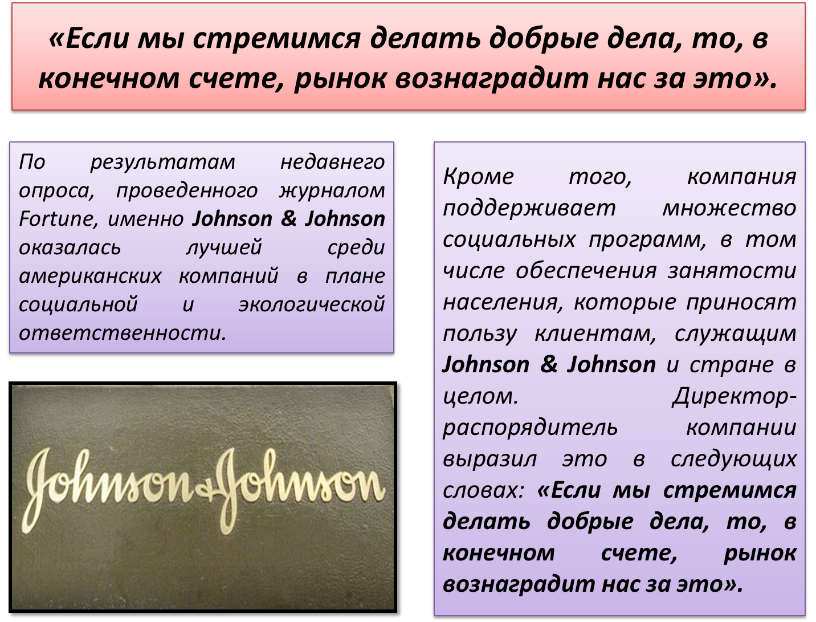 «Если мы стремимся делать добрые дела, то, в
конечном счете, рынок вознаградит нас за это».
По результатам недавнего
опроса, проведенного журналом
Fortune, именно Johnson & Johnson
оказалась лучшей среди
американских компаний в плане
социальной и экологической
ответственности.
Johnson & Johnson
Кроме того, компания
поддерживает множество
социальных программ, в том
числе обеспечения занятости
населения, которые приносят
пользу клиентам, служащим
Johnson & Johnson и стране в
целом. Директор-
распорядитель компании
выразил это в следующих
словах: «Если мы стремимся
делать добрые дела, то, в
конечном счете, рынок
вознаградит нас за это».